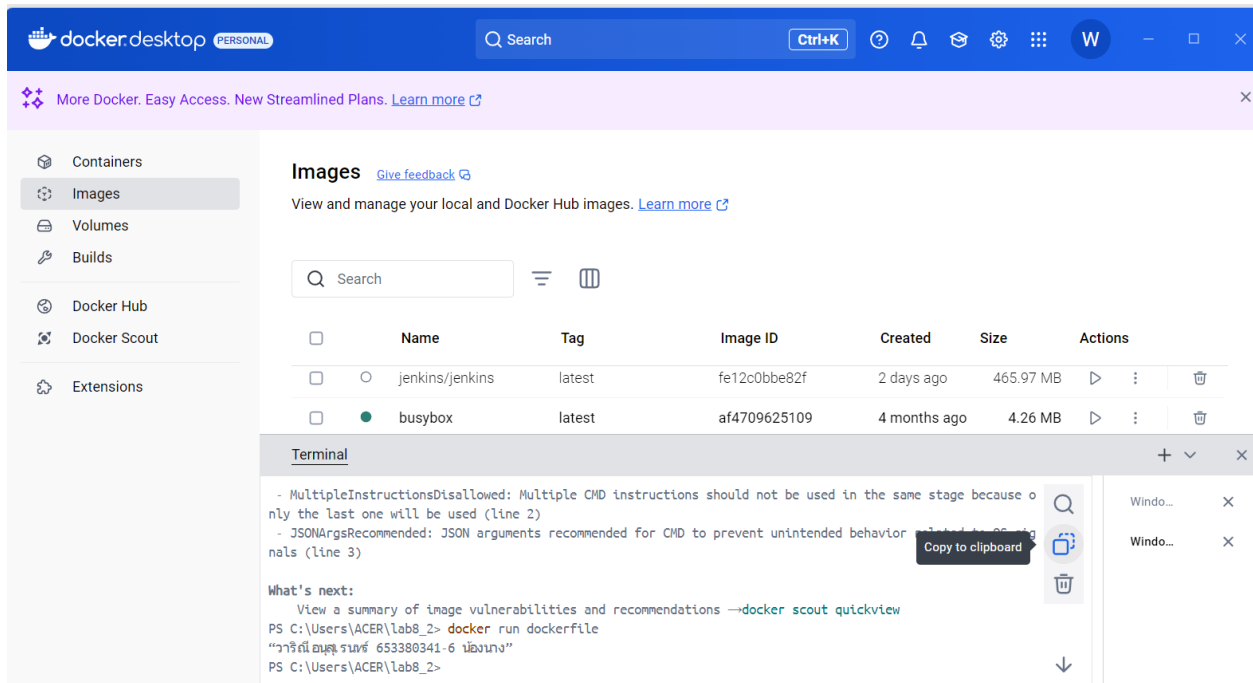 docker.desktop PERSONAL
Search
Ctrl+K
W
More Docker. Easy Access. New Streamlined Plans. Learn more
Containers
Images
Volumes
Builds
Docker Hub
Docker Scout
Extensions
Images Give feedback
View and manage your local and Docker Hub images. Learn more
Search
Name Tag Image ID Created Size Actions
jenkins/jenkins latest fe12c0bbe82f 2 days ago 465.97 MB
busybox latest af4709625109 4 months ago 4.26 MB
Terminal
- MultipleInstructionsDisallowed: Multiple CMD instructions should not be used in the same stage because o
nly the last one will be used (line 2)
- JSONArgsRecommended: JSON arguments recommended for CMD to prevent unintended behavior related to OS sig
nals (line 3)
Copy to clipboard
Windo...
Windo...
What's next:
View a summary of image vulnerabilities and recommendations → docker scout quickview
PS C:\Users\ACER\lab8_2> docker run dockerfile
“วาริณี อนุสุเรนทร์ 653380341-6 น้องนาง”
PS C:\Users\ACER\lab8_2>